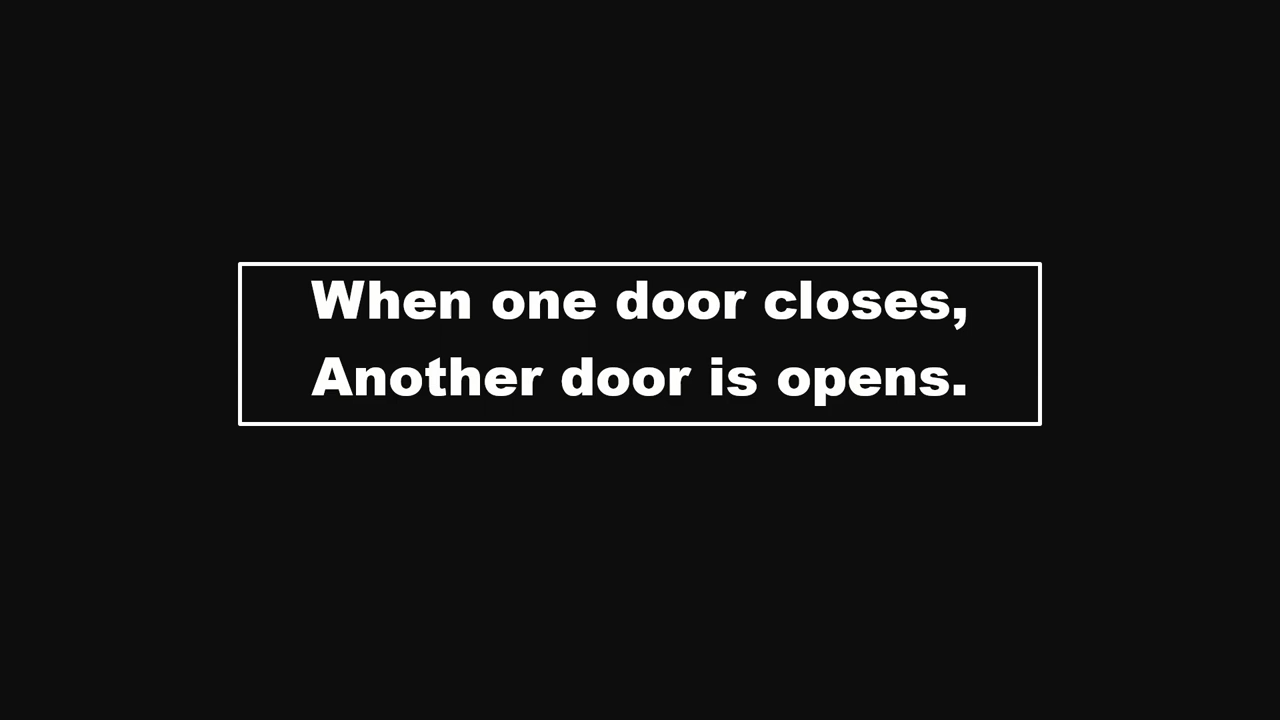 When one door closes,
Another door is opens.